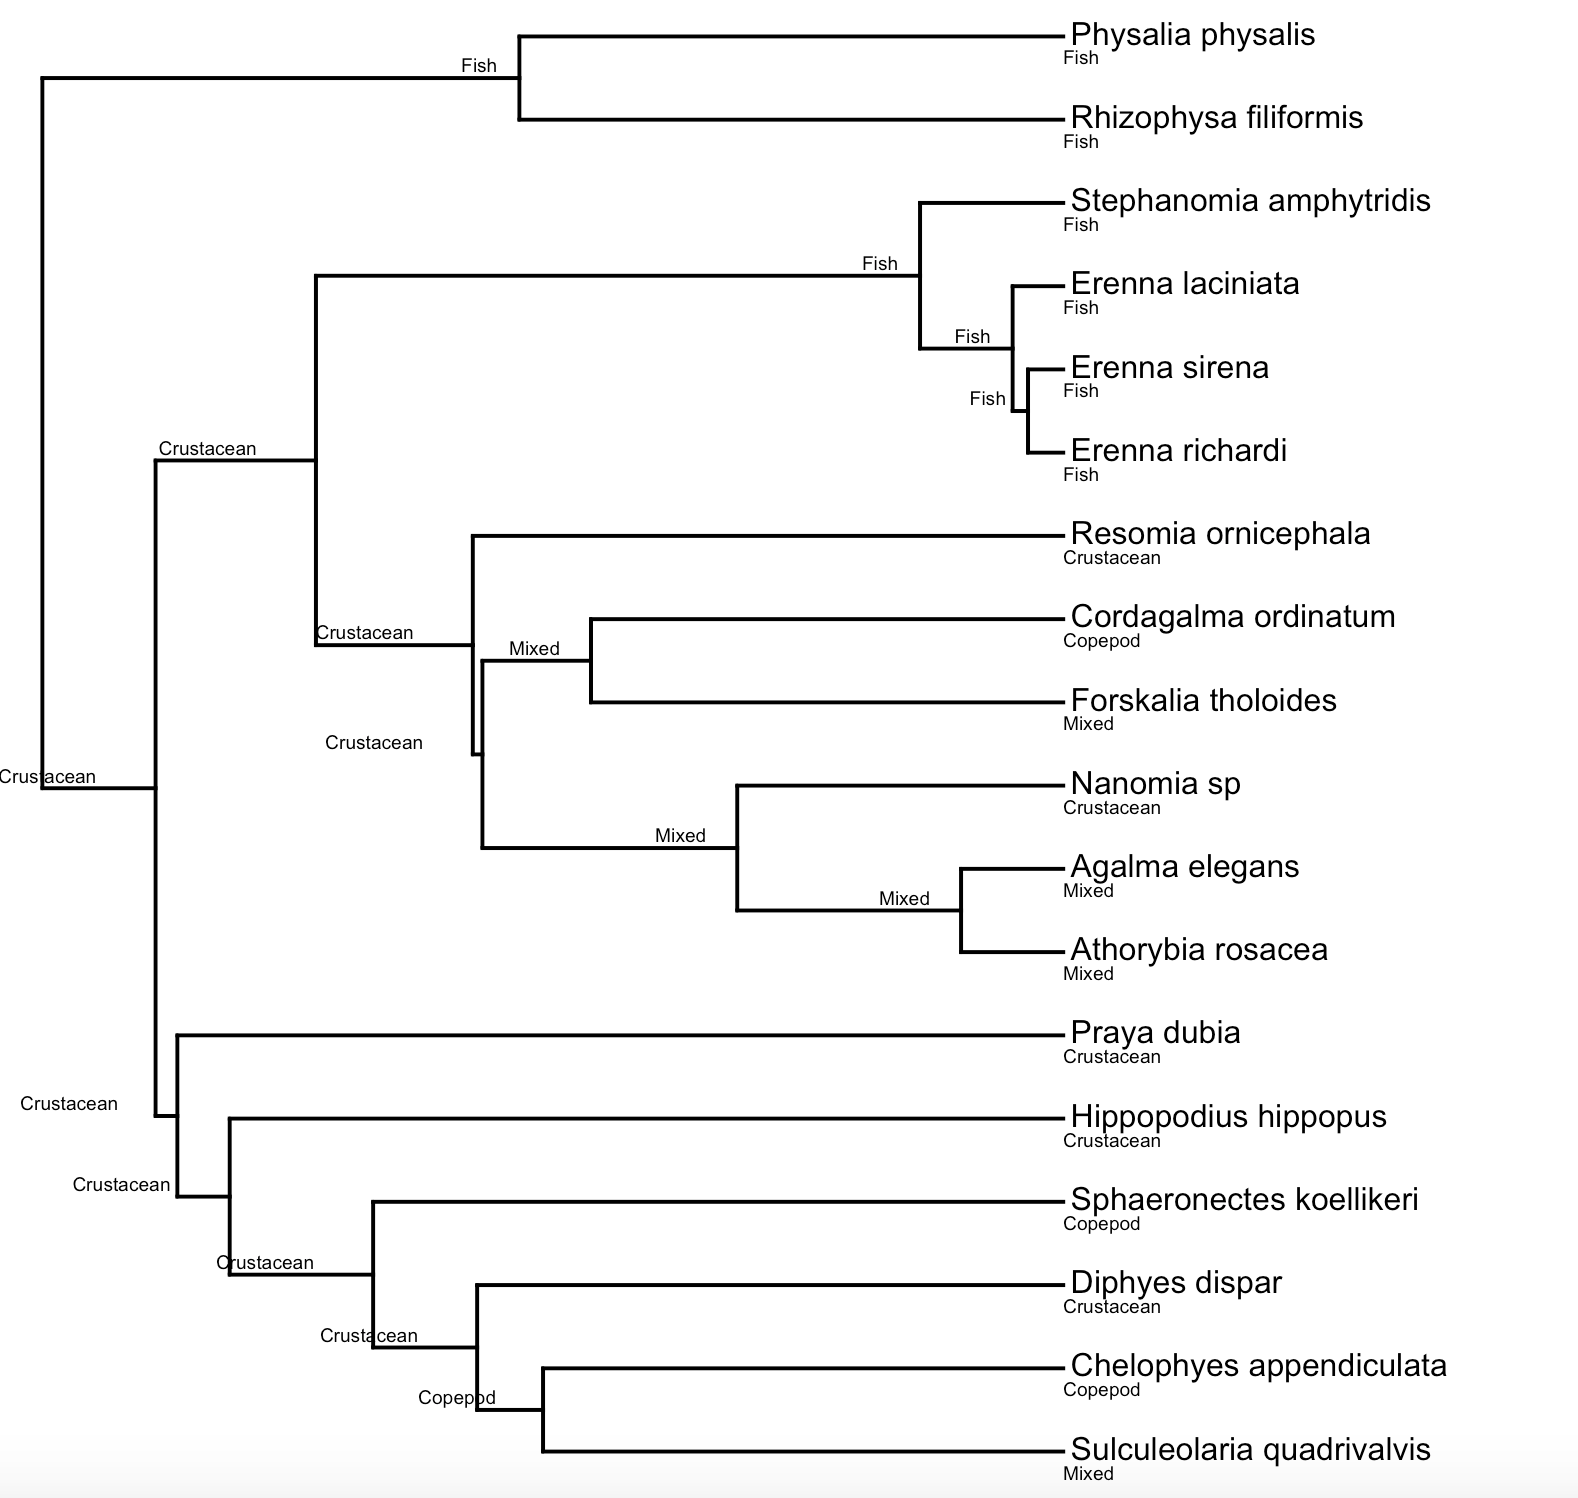 Physalia physalis
Fish
Fish
Rhizophysa filiformis
Fish
Stephanomia amphytridis
Fish
Fish
Erenna laciniata
Fish
Fish
Erenna sirena
Fish
Fish
Erenna richardi
Fish
Crustacean
Resomia ornicephala
Crustacean
Cordagalma ordinatum
Copepod
Crustacean
Mixed
Forskalia tholoides
Mixed
Crustacean
Nanomia sp
Crustacean
Crustacean
Mixed
Agalma elegans
Mixed
Mixed
Athorybia rosacea
Mixed
Praya dubia
Crustacean
Crustacean
Hippopodius hippopus
Crustacean
Crustacean
Sphaeronectes koellikeri
Copepod
Crustacean
Diphyes dispar
Crustacean
Crustacean
Chelophyes appendiculata
Copepod
Copepod
Sulculeolaria quadrivalvis
Mixed